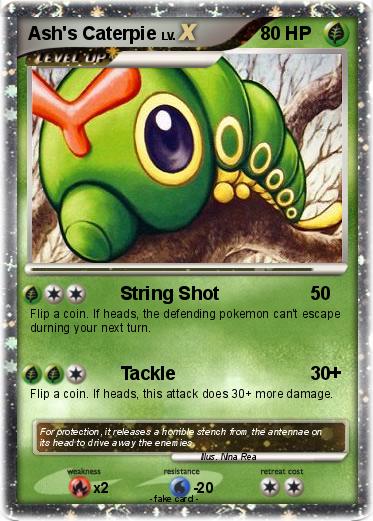 Ash's Caterpie LV. X 80 HP
LEVEL-UP
String Shot 50
Flip a coin. If heads, the defending pokemon can't escape
durning your next turn.
Tackle 30+
Flip a coin. If heads, this attack does 30+ more damage.
For protection, it releases a horrible stench from the antennae on
its head to drive away the enemies
Illus. Nina Rea
weakness resistance retreat cost
x2 -20
- fake card -